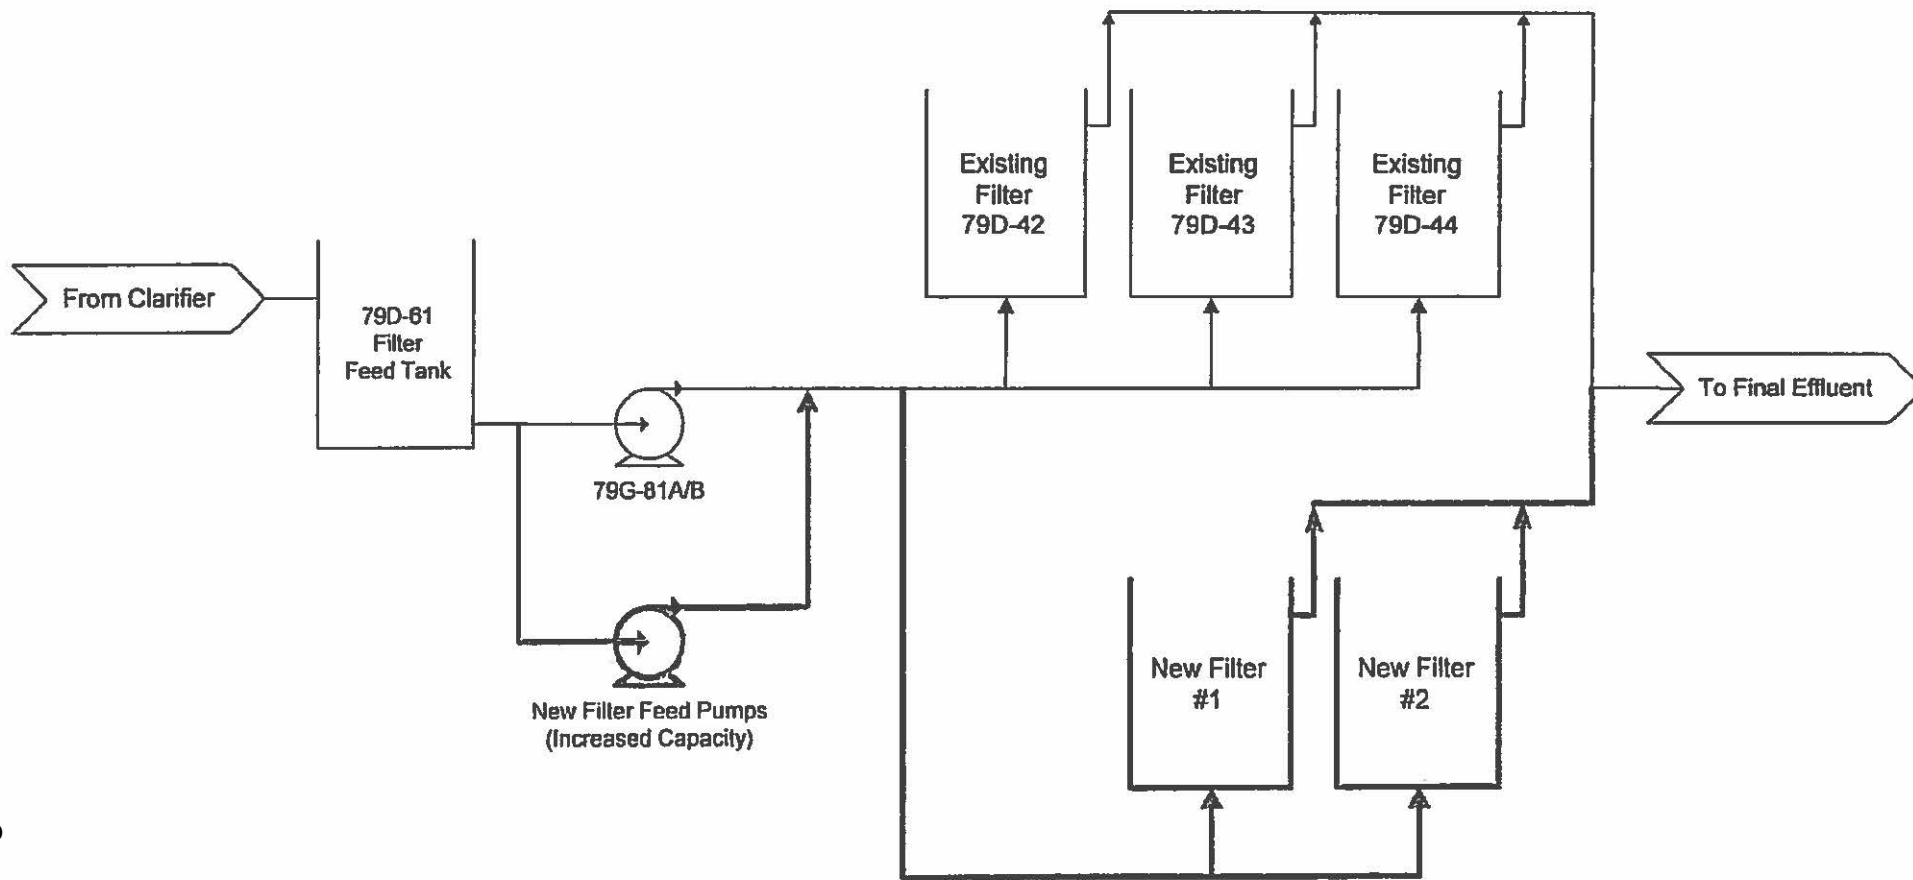 Existing
Filter
79D-42
Existing
Filter
79D-43
Existing
Filter
79D-44
From Clarifier
79D-81
Filter
Feed Tank
79G-81A/B
To Final Effluent
New Filter Feed Pumps
(Increased Capacity)
New Filter
#1
New Filter
#2